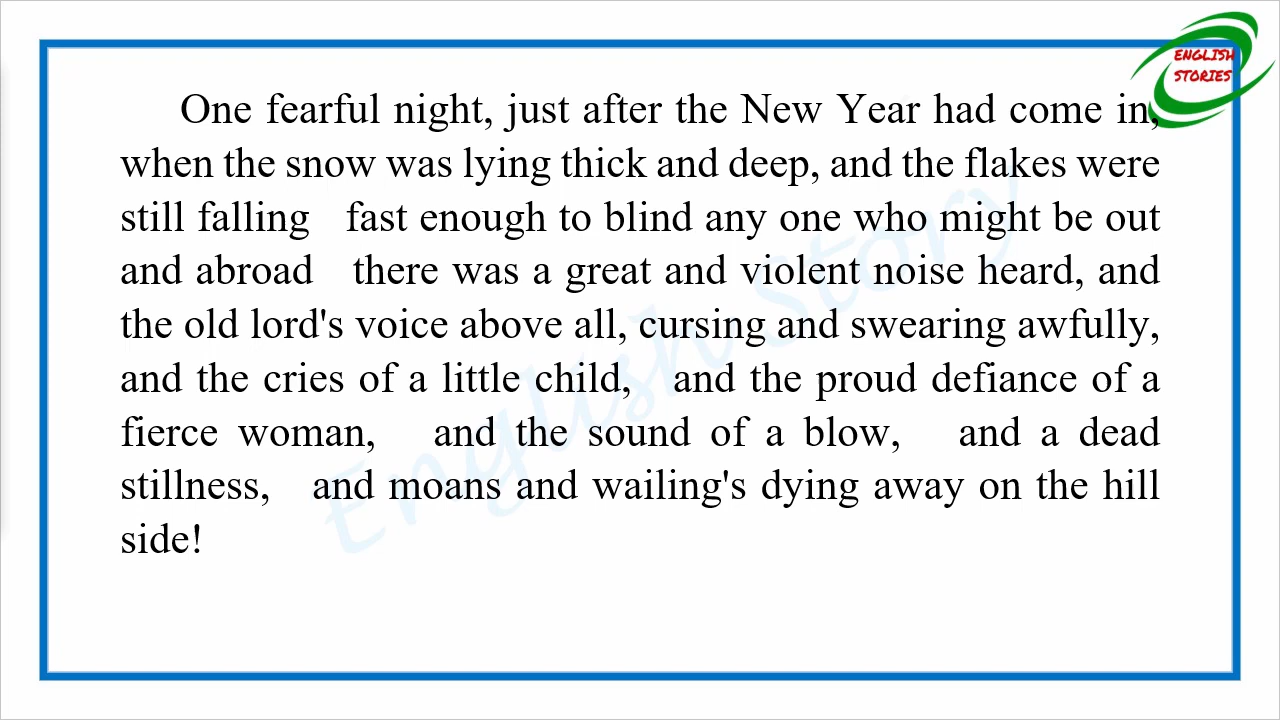 ENGLISH
STORIES
One fearful night, just after the New Year had come in,
when the snow was lying thick and deep, and the flakes were
still falling   fast enough to blind any one who might be out
and abroad   there was a great and violent noise heard, and
the old lord's voice above all, cursing and swearing awfully,
and the cries of a little child,   and the proud defiance of a
fierce woman,   and the sound of a blow,   and a dead
stillness,   and moans and wailing's dying away on the hill
side!
English Story